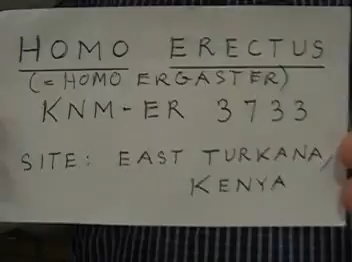 HOMO ERECTUS
(= HOMO ERGASTER)
KNM-ER 3733
SITE: EAST TURKANA,
KENYA